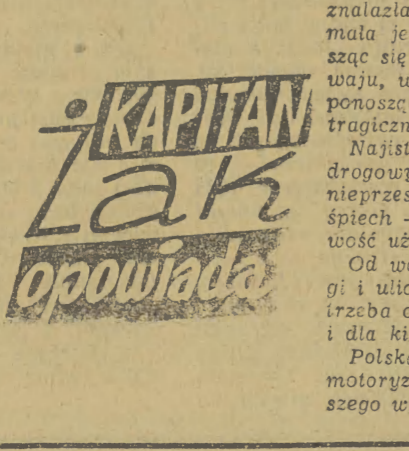 KAPITAN
Żak
opowiada
znalazła
mała je
sząc się
waju, u
ponoszą
tragiczn
Najist
drogowy
nieprzes
śpiech –
wość uż
Od w
gi i ulic
trzeba
i dla ki
Polska
motoryz
szego w